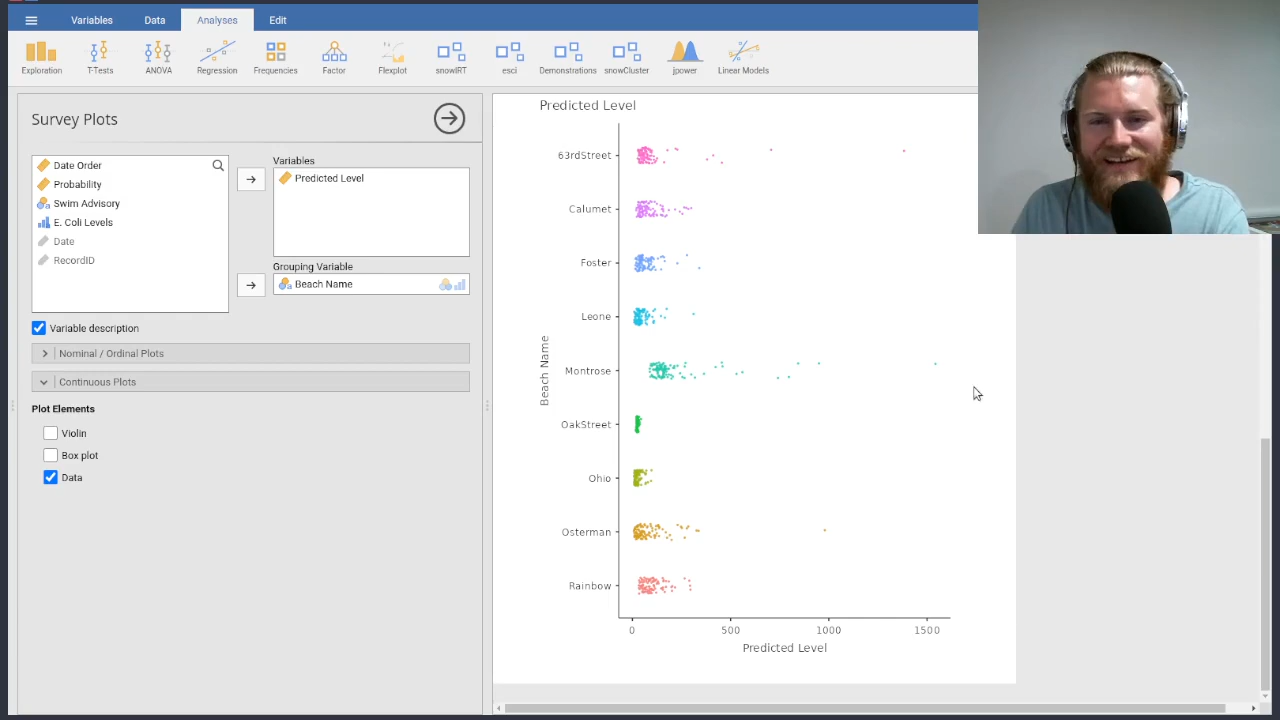 Variables Data Analyses Edit
Exploration T-Tests ANOVA Regression Frequencies Factor Flexplot snowIRT esci Demonstrations snowCluster jpower Linear Models
Survey Plots
Date Order
Probability
Swim Advisory
E. Coli Levels
Date
RecordID
Variables
Predicted Level
Grouping Variable
Beach Name
Variable description
Nominal / Ordinal Plots
Continuous Plots
Plot Elements
Violin
Box plot
Data
Predicted Level
63rdStreet
Calumet
Foster
Leone
Montrose
OakStreet
Ohio
Osterman
Rainbow
Beach Name
0 500 1000 1500
Predicted Level